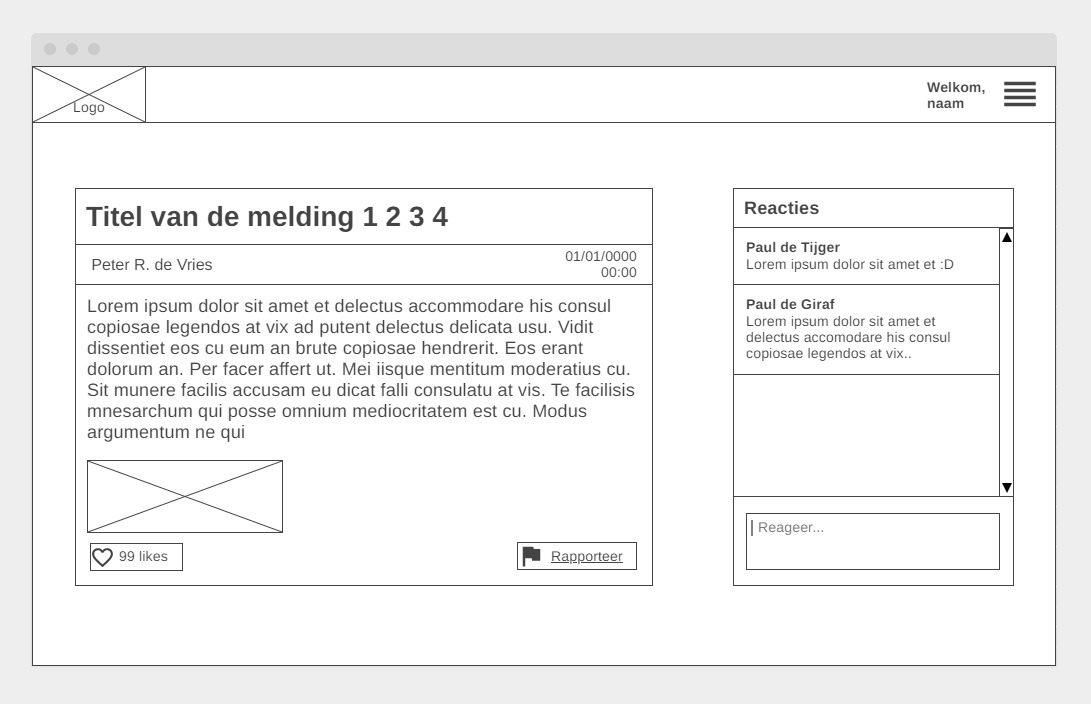 Logo
Welkom,
naam
Titel van de melding 1 2 3 4
Peter R. de Vries
01/01/0000
00:00
Lorem ipsum dolor sit amet et delectus accommodare his consul
copiosae legendos at vix ad putent delectus delicata usu. Vidit
dissentiet eos cu eum an brute copiosae hendrerit. Eos erant
dolorum an. Per facer affert ut. Mei iisque mentitum moderatius cu.
Sit munere facilis accusam eu dicat falli consulatu at vis. Te facilisis
mnesarchum qui posse omnium mediocritatem est cu. Modus
argumentum ne qui
99 likes
Rapporteer
Reacties
Paul de Tijger
Lorem ipsum dolor sit amet et :D
Paul de Giraf
Lorem ipsum dolor sit amet et
delectus accomodare his consul
copiosae legendos at vix..
Reageer...